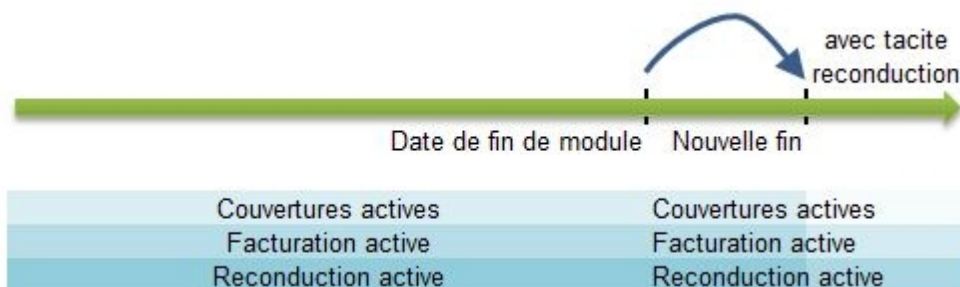 avec tacite
reconduction
Date de fin de module Nouvelle fin
Couvertures actives Couvertures actives
Facturation active Facturation active
Reconduction active Reconduction active